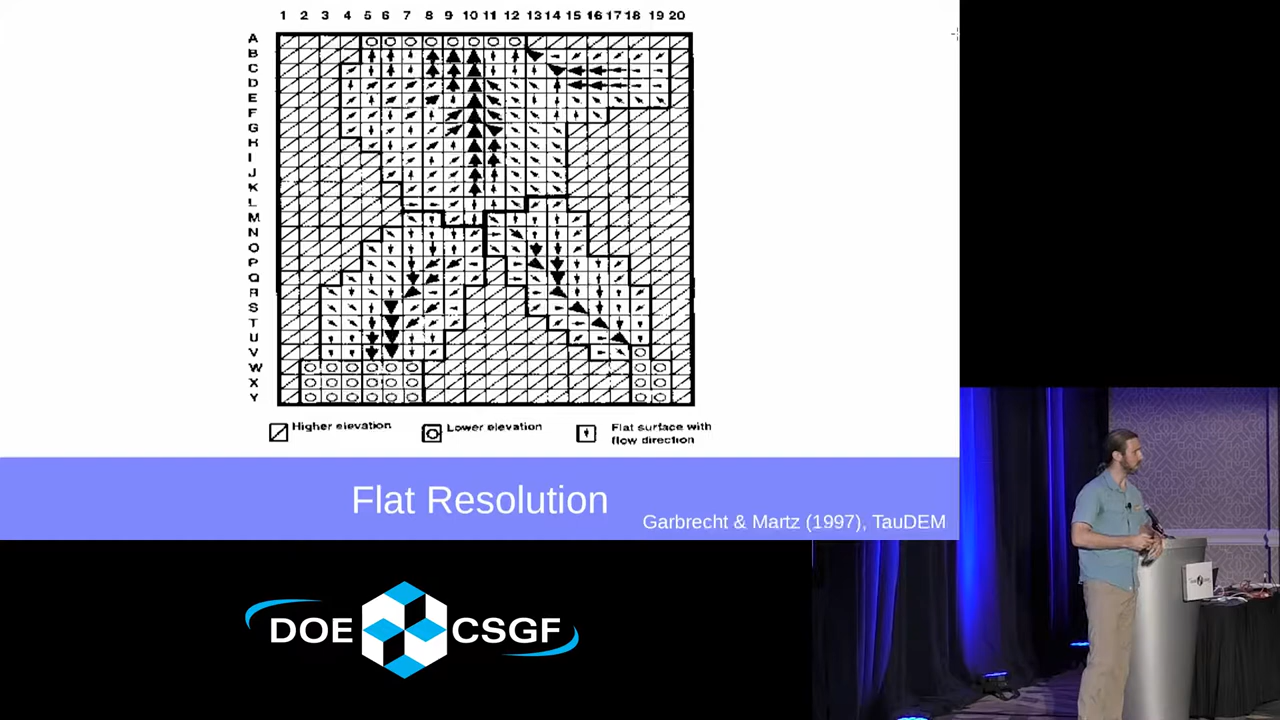 1 2 3 4 5 6 7 8 9 10 11 12 13 14 15 16 17 18 19 20
A
B
C
D
E
F
G
H
I
J
K
L
M
N
O
P
Q
R
S
T
U
V
W
X
Y
Higher elevation
Lower elevation
Flat surface with
flow direction
Flat Resolution
Garbrecht & Martz (1997), TauDEM
DOE CSGF